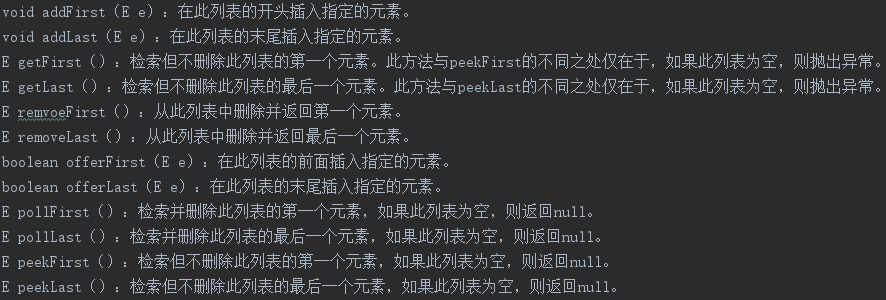 void addFirst(E e)：在此列表的开头插入指定的元素。
void addLast(E e)：在此列表的末尾插入指定的元素。
E getFirst()：检索但不删除此列表的第一个元素。此方法与peekFirst的不同之处仅在于，如果此列表为空，则抛出异常。
E getLast()：检索但不删除此列表的最后一个元素。此方法与peekLast的不同之处仅在于，如果此列表为空，则抛出异常。
E remvoeFirst()：从此列表中删除并返回第一个元素。
E removeLast()：从此列表中删除并返回最后一个元素。
boolean offerFirst(E e)：在此列表的前面插入指定的元素。
boolean offerLast(E e)：在此列表的末尾插入指定的元素。
E pollFirst()：检索并删除此列表的第一个元素，如果此列表为空，则返回null。
E pollLast()：检索并删除此列表的最后一个元素，如果此列表为空，则返回null。
E peekFirst()：检索但不删除此列表的第一个元素，如果此列表为空，则返回null。
E peekLast()：检索但不删除此列表的最后一个元素，如果此列表为空，则返回null。